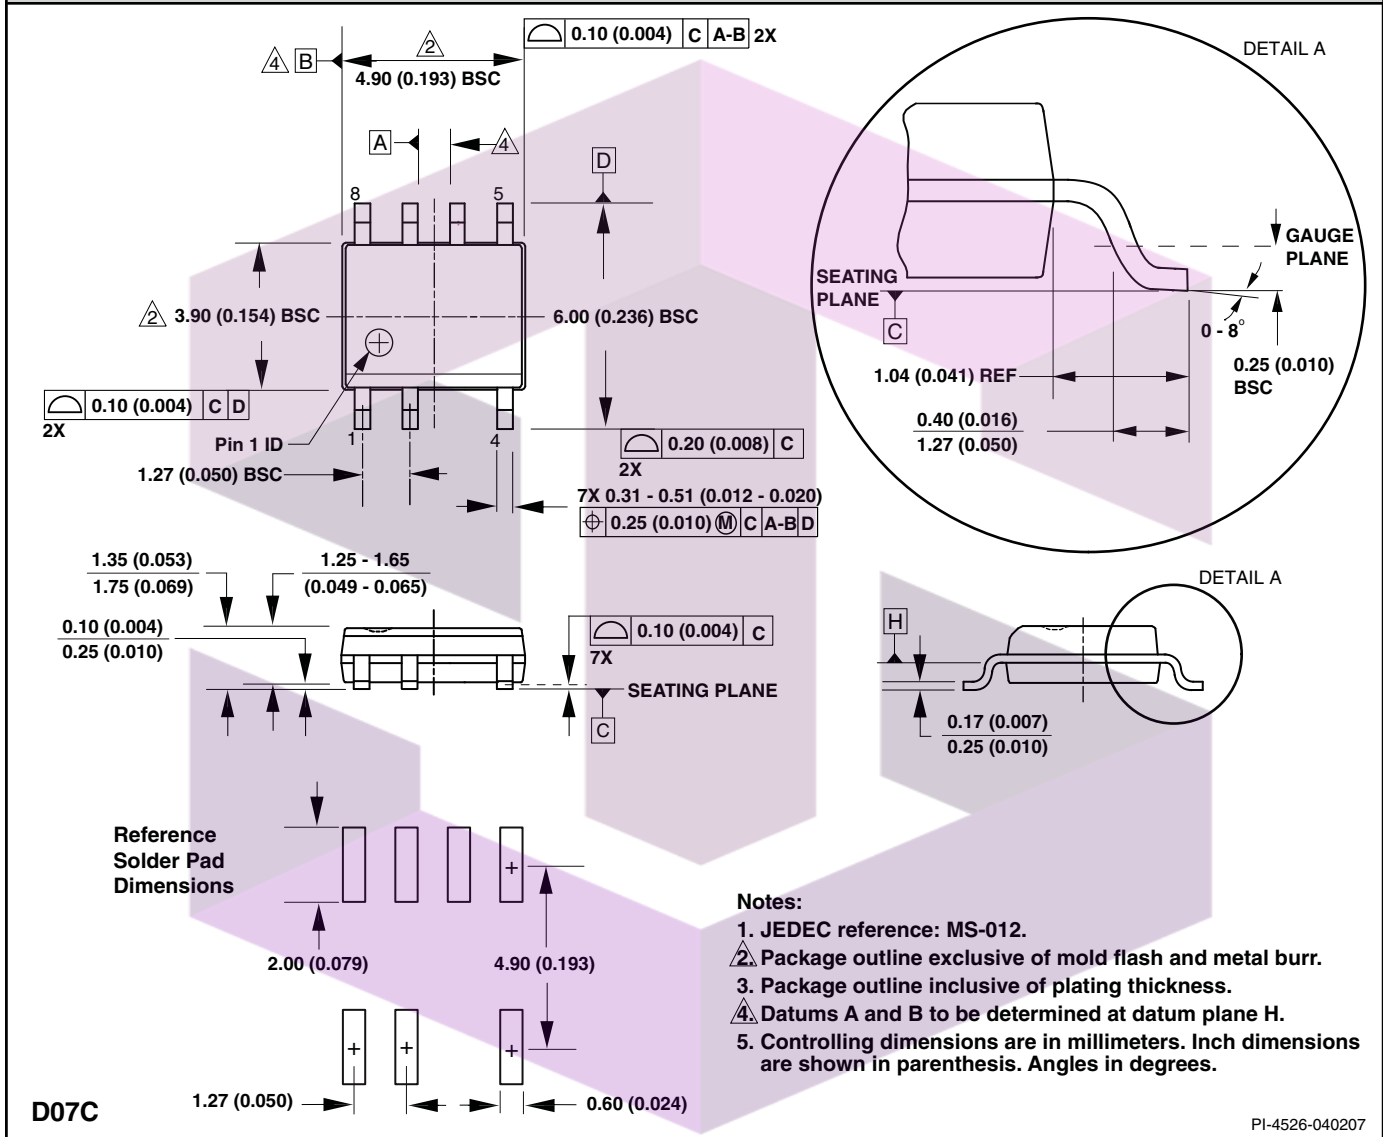 0.10 (0.004) C A-B 2X
DETAIL A
4 B
2
4.90 (0.193) BSC
A
4
D
8
5
GAUGE
PLANE
SEATING
PLANE
C
0 - 8°
2 3.90 (0.154) BSC
6.00 (0.236) BSC
0.25 (0.010)
BSC
1.04 (0.041) REF
0.10 (0.004) C D
2X
0.40 (0.016)
1.27 (0.050)
Pin 1 ID
1
4
0.20 (0.008) C
2X
1.27 (0.050) BSC
7X 0.31 - 0.51 (0.012 - 0.020)
0.25 (0.010) M C A-B D
1.35 (0.053)
1.75 (0.069)
1.25 - 1.65
(0.049 - 0.065)
DETAIL A
0.10 (0.004)
0.25 (0.010)
0.10 (0.004) C
7X
H
SEATING PLANE
C
0.17 (0.007)
0.25 (0.010)
Reference
Solder Pad
Dimensions
2.00 (0.079)
4.90 (0.193)
Notes:
1. JEDEC reference: MS-012.
2. Package outline exclusive of mold flash and metal burr.
3. Package outline inclusive of plating thickness.
4. Datums A and B to be determined at datum plane H.
5. Controlling dimensions are in millimeters. Inch dimensions
are shown in parenthesis. Angles in degrees.
1.27 (0.050)
0.60 (0.024)
D07C
PI-4526-040207